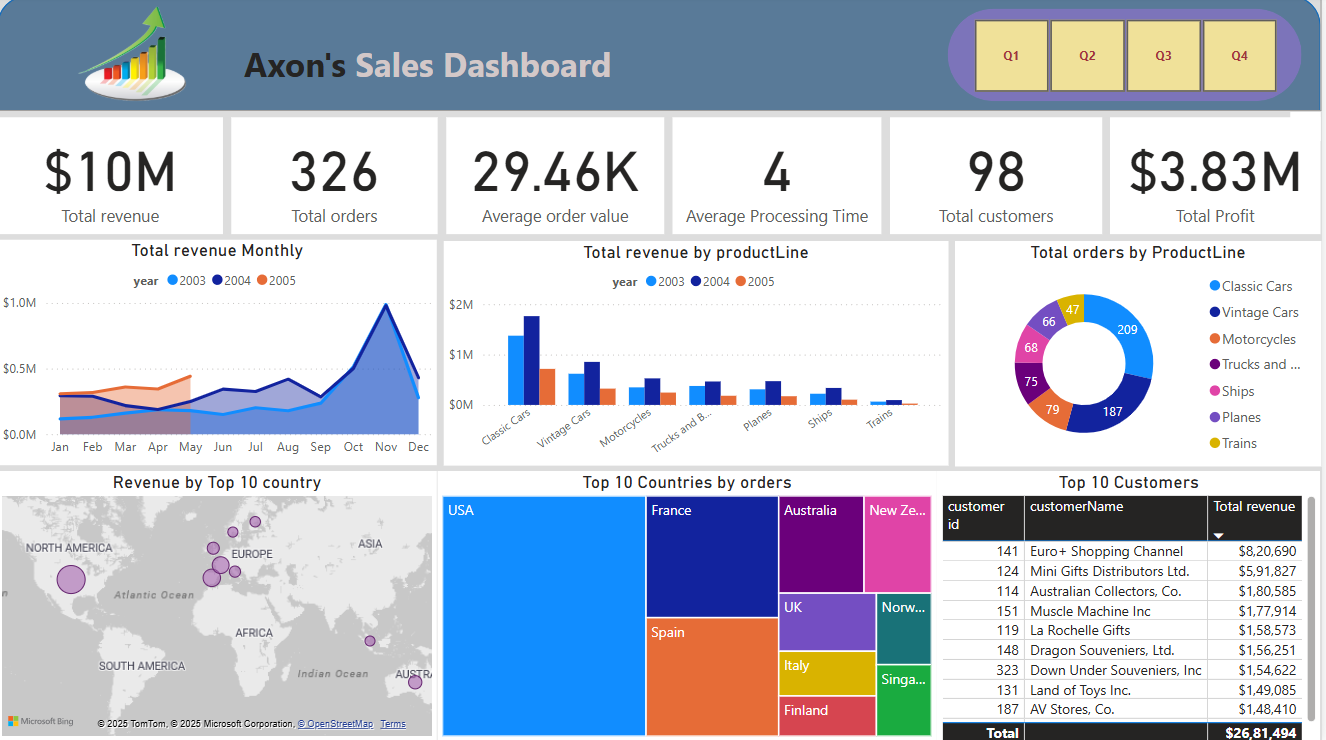 Axon's Sales Dashboard
Q1 Q2 Q3 Q4
$10M
Total revenue
326
Total orders
29.46K
Average order value
4
Average Processing Time
98
Total customers
$3.83M
Total Profit
Total revenue Monthly
year 2003 2004 2005
$1.0M
$0.5M
$0.0M
Jan Feb Mar Apr May Jun Jul Aug Sep Oct Nov Dec
Total revenue by productLine
year 2003 2004 2005
$2M
$1M
$0M
Classic Cars
Vintage Cars
Motorcycles
Trucks and B...
Planes
Ships
Trains
Total orders by ProductLine
209
187
79
75
68
66
47
Classic Cars
Vintage Cars
Motorcycles
Trucks and ...
Ships
Planes
Trains
Revenue by Top 10 country
NORTH AMERICA
EUROPE
ASIA
Atlantic Ocean
AFRICA
SOUTH AMERICA
Indian Ocean
AUSTRA
Microsoft Bing
© 2025 TomTom, © 2025 Microsoft Corporation, © OpenStreetMap Terms
Top 10 Countries by orders
USA
France
Spain
Australia
New Ze...
UK
Norw...
Italy
Singa...
Finland
Top 10 Customers
customer id customerName Total revenue
141 Euro+ Shopping Channel $8,20,690
124 Mini Gifts Distributors Ltd. $5,91,827
114 Australian Collectors, Co. $1,80,585
151 Muscle Machine Inc $1,77,914
119 La Rochelle Gifts $1,58,573
148 Dragon Souveniers, Ltd. $1,56,251
323 Down Under Souveniers, Inc $1,54,622
131 Land of Toys Inc. $1,49,085
187 AV Stores, Co. $1,48,410
Total $26,81,494